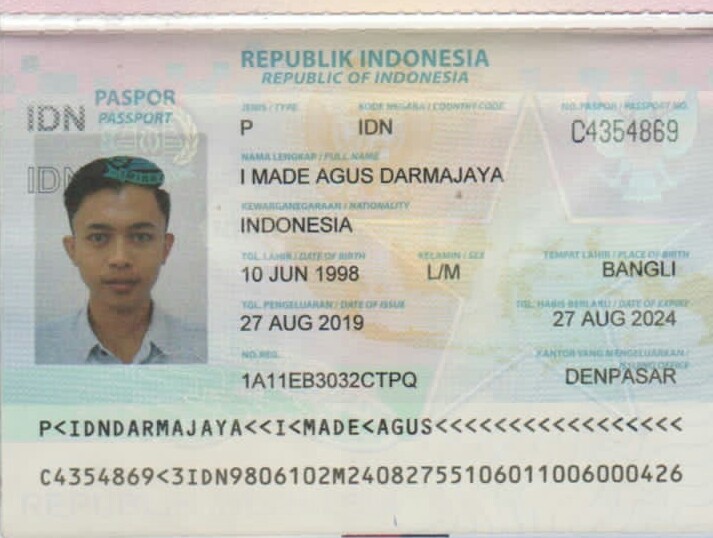 REPUBLIK INDONESIA
REPUBLIC OF INDONESIA
PASPOR
PASSPORT
IDN
JENIS / TYPE KODE NEGARA / COUNTRY CODE NO. PASPOR / PASSPORT NO.
P IDN C4354869
IDN
NAMA LENGKAP / FULL NAME
I MADE AGUS DARMAJAYA
KEWARGANEGARAAN / NATIONALITY
INDONESIA
TGL. LAHIR / DATE OF BIRTH KELAMIN / SEX TEMPAT LAHIR / PLACE OF BIRTH
10 JUN 1998 L/M BANGLI
TGL. PENGELUARAN / DATE OF ISSUE TGL. HABIS BERLAKU / DATE OF EXPIRY
27 AUG 2019 27 AUG 2024
NO. REG. KANTOR YANG MENGELUARKAN /
ISSUING OFFICE
1A11EB3032CTPQ DENPASAR
P<IDNDARMAJAYA<<I<MADE<AGUS<<<<<<<<<<<<<<<<<
C4354869<3IDN9806102M24082755106011006000426